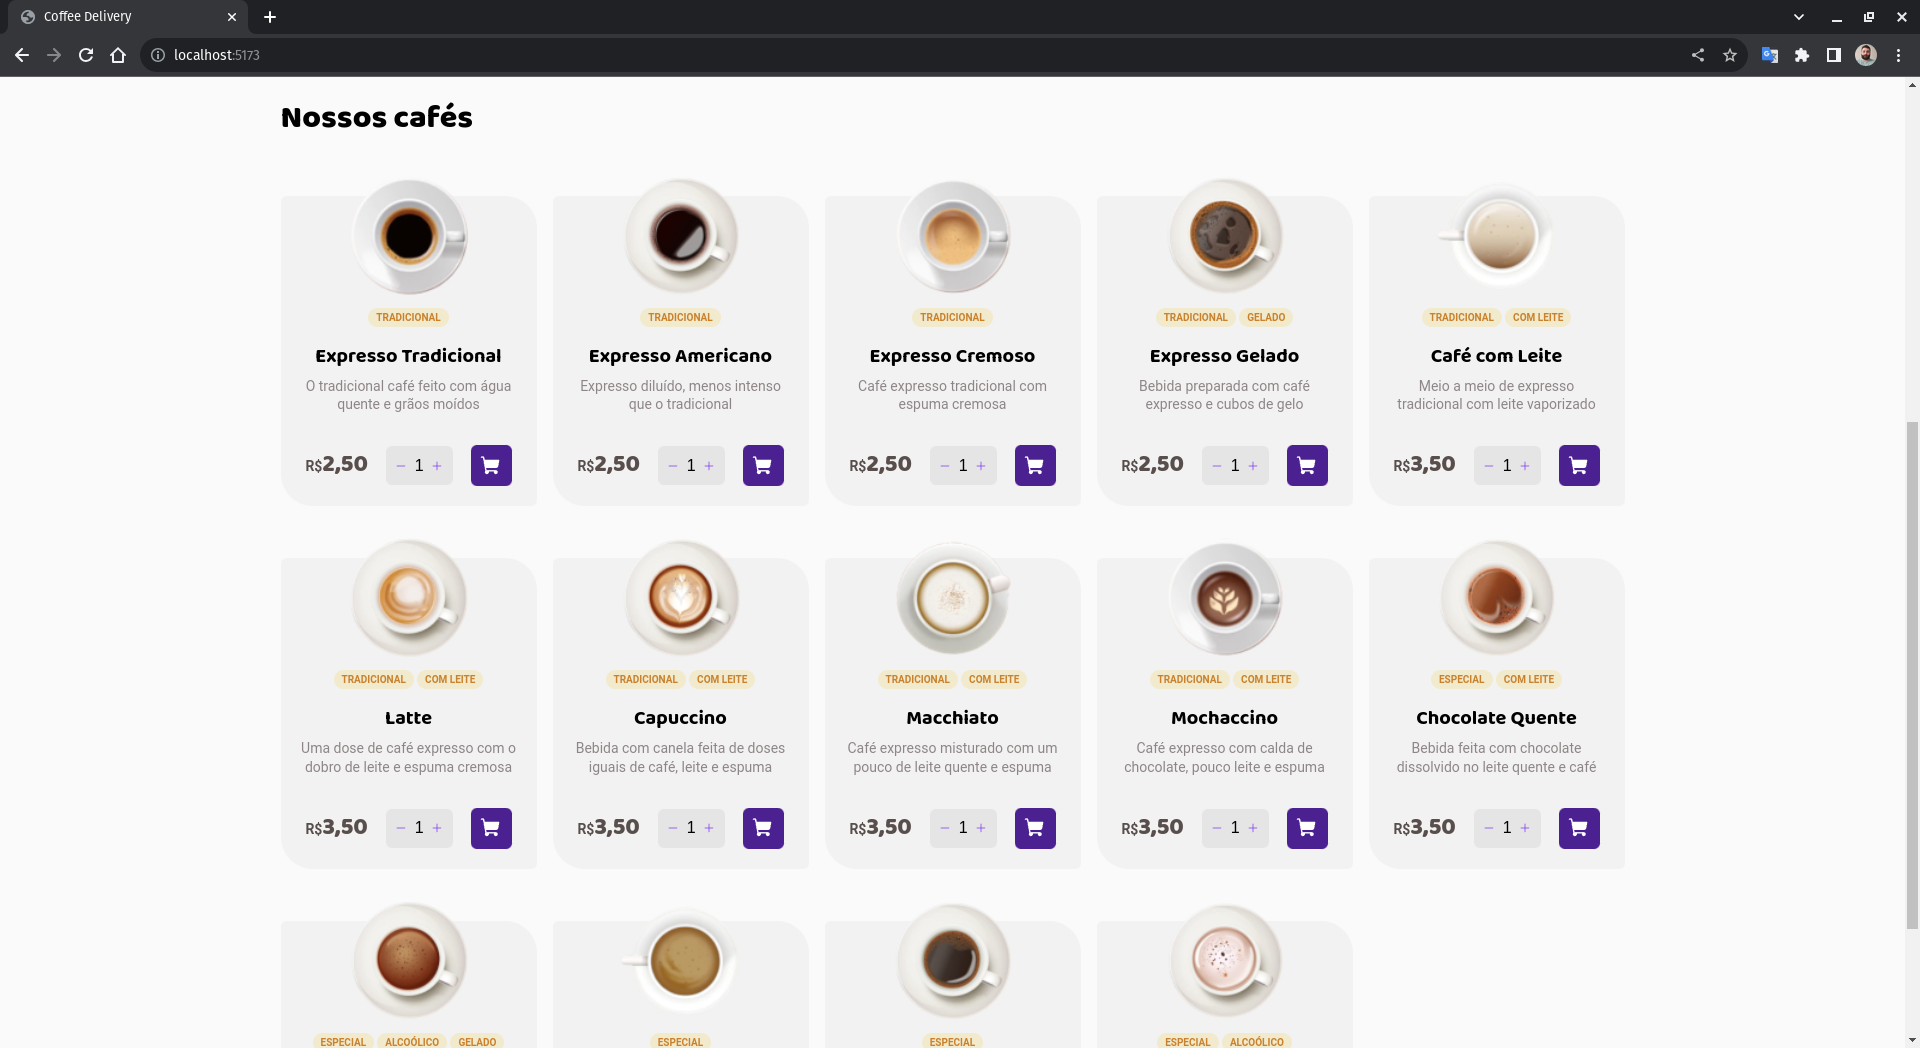 Coffee Delivery
localhost:5173
Nossos cafés
TRADICIONAL
Expresso Tradicional
O tradicional café feito com água
quente e grãos moídos
R$2,50 − 1 +
TRADICIONAL
Expresso Americano
Expresso diluído, menos intenso
que o tradicional
R$2,50 − 1 +
TRADICIONAL
Expresso Cremoso
Café expresso tradicional com
espuma cremosa
R$2,50 − 1 +
TRADICIONAL GELADO
Expresso Gelado
Bebida preparada com café
expresso e cubos de gelo
R$2,50 − 1 +
TRADICIONAL COM LEITE
Café com Leite
Meio a meio de expresso
tradicional com leite vaporizado
R$3,50 − 1 +
TRADICIONAL COM LEITE
Latte
Uma dose de café expresso com o
dobro de leite e espuma cremosa
R$3,50 − 1 +
TRADICIONAL COM LEITE
Capuccino
Bebida com canela feita de doses
iguais de café, leite e espuma
R$3,50 − 1 +
TRADICIONAL COM LEITE
Macchiato
Café expresso misturado com um
pouco de leite quente e espuma
R$3,50 − 1 +
TRADICIONAL COM LEITE
Mochaccino
Café expresso com calda de
chocolate, pouco leite e espuma
R$3,50 − 1 +
ESPECIAL COM LEITE
Chocolate Quente
Bebida feita com chocolate
dissolvido no leite quente e café
R$3,50 − 1 +
ESPECIAL ALCOÓLICO GELADO
ESPECIAL
ESPECIAL
ESPECIAL ALCOÓLICO